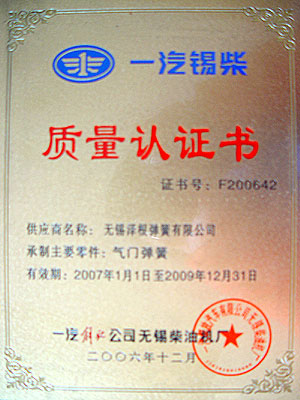 一汽锡柴
质量认证书
证书号：F200642
供应商名称：无锡泽根弹簧有限公司
承制主要零件：气门弹簧
有效期：2007年1月1日至2009年12月31日
一汽解放公司无锡柴油机厂
二〇〇六年十二月